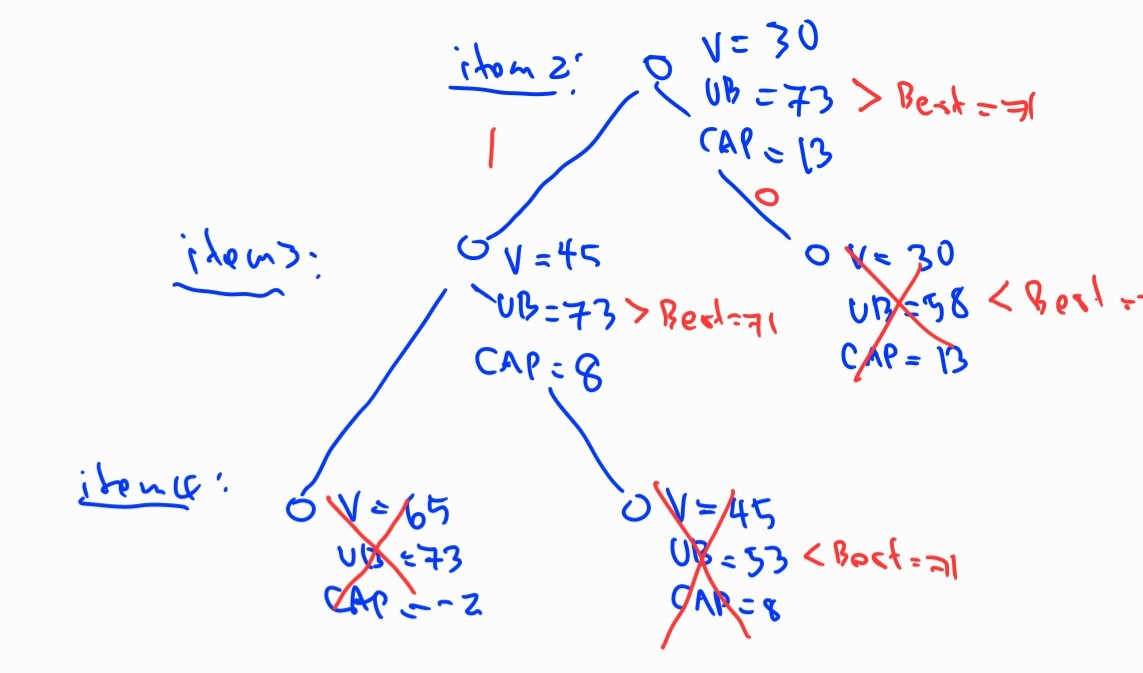 item 2:
V = 30
UB = 73 > Best = 71
CAP = 13
1
0
item 3:
V = 45
UB = 73 > Best = 71
CAP = 8
V = 30
UB = 58 < Best =
CAP = 13
item 4:
V = 65
UB = 73
CAP = -2
V = 45
UB = 53 < Best = 71
CAP = 8